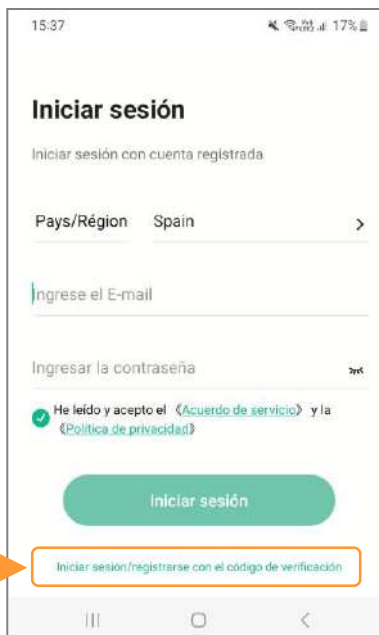 15:37 17%
Iniciar sesión
Iniciar sesión con cuenta registrada
Pays/Région Spain
Ingrese el E-mail
Ingresar la contraseña
He leído y acepto el 《Acuerdo de servicio》 y la
《Política de privacidad》
Iniciar sesión
Iniciar sesión/registrarse con el código de verificación